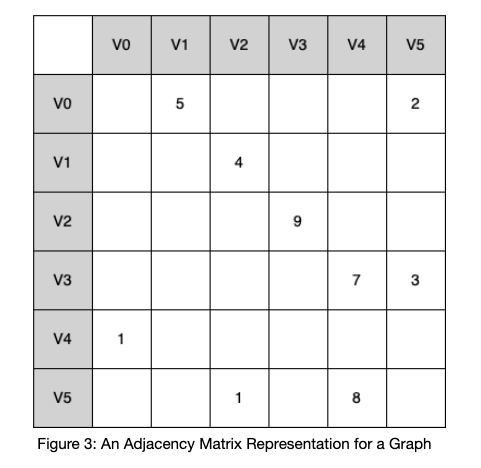 V0 V1 V2 V3 V4 V5
V0 5 2
V1 4
V2 9
V3 7 3
V4 1
V5 1 8
Figure 3: An Adjacency Matrix Representation for a Graph